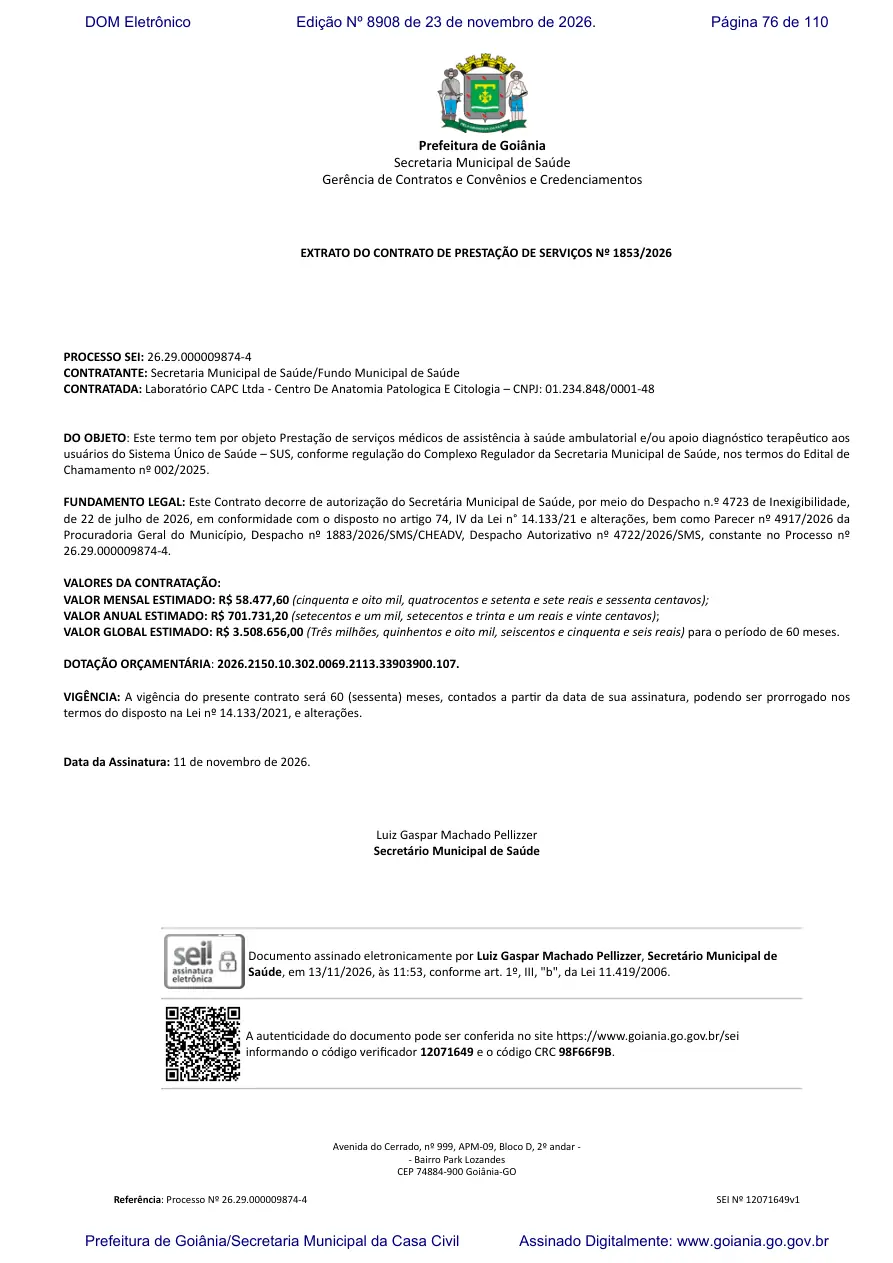 DOM Eletrônico Edição Nº 8908 de 23 de novembro de 2026. Página 76 de 110
Prefeitura de Goiânia
Secretaria Municipal de Saúde
Gerência de Contratos e Convênios e Credenciamentos
EXTRATO DO CONTRATO DE PRESTAÇÃO DE SERVIÇOS Nº 1853/2026
PROCESSO SEI: 26.29.000009874-4
CONTRATANTE: Secretaria Municipal de Saúde/Fundo Municipal de Saúde
CONTRATADA: Laboratório CAPC Ltda - Centro De Anatomia Patologica E Citologia – CNPJ: 01.234.848/0001-48
DO OBJETO: Este termo tem por objeto Prestação de serviços médicos de assistência à saúde ambulatorial e/ou apoio diagnóstico terapêutico aos
usuários do Sistema Único de Saúde – SUS, conforme regulação do Complexo Regulador da Secretaria Municipal de Saúde, nos termos do Edital de
Chamamento nº 002/2025.
FUNDAMENTO LEGAL: Este Contrato decorre de autorização do Secretária Municipal de Saúde, por meio do Despacho n.º 4723 de Inexigibilidade,
de 22 de julho de 2026, em conformidade com o disposto no artigo 74, IV da Lei n° 14.133/21 e alterações, bem como Parecer nº 4917/2026 da
Procuradoria Geral do Município, Despacho nº 1883/2026/SMS/CHEADV, Despacho Autorizativo nº 4722/2026/SMS, constante no Processo nº
26.29.000009874-4.
VALORES DA CONTRATAÇÃO:
VALOR MENSAL ESTIMADO: R$ 58.477,60 (cinquenta e oito mil, quatrocentos e setenta e sete reais e sessenta centavos);
VALOR ANUAL ESTIMADO: R$ 701.731,20 (setecentos e um mil, setecentos e trinta e um reais e vinte centavos);
VALOR GLOBAL ESTIMADO: R$ 3.508.656,00 (Três milhões, quinhentos e oito mil, seiscentos e cinquenta e seis reais) para o período de 60 meses.
DOTAÇÃO ORÇAMENTÁRIA: 2026.2150.10.302.0069.2113.33903900.107.
VIGÊNCIA: A vigência do presente contrato será 60 (sessenta) meses, contados a partir da data de sua assinatura, podendo ser prorrogado nos
termos do disposto na Lei nº 14.133/2021, e alterações.
Data da Assinatura: 11 de novembro de 2026.
Luiz Gaspar Machado Pellizzer
Secretário Municipal de Saúde
sei!
assinatura
eletrônica
Documento assinado eletronicamente por Luiz Gaspar Machado Pellizzer, Secretário Municipal de
Saúde, em 13/11/2026, às 11:53, conforme art. 1º, III, "b", da Lei 11.419/2006.
A autenticidade do documento pode ser conferida no site https://www.goiania.go.gov.br/sei
informando o código verificador 12071649 e o código CRC 98F66F9B.
Avenida do Cerrado, nº 999, APM-09, Bloco D, 2º andar -
- Bairro Park Lozandes
CEP 74884-900 Goiânia-GO
Referência: Processo Nº 26.29.000009874-4 SEI Nº 12071649v1
Prefeitura de Goiânia/Secretaria Municipal da Casa Civil Assinado Digitalmente: www.goiania.go.gov.br